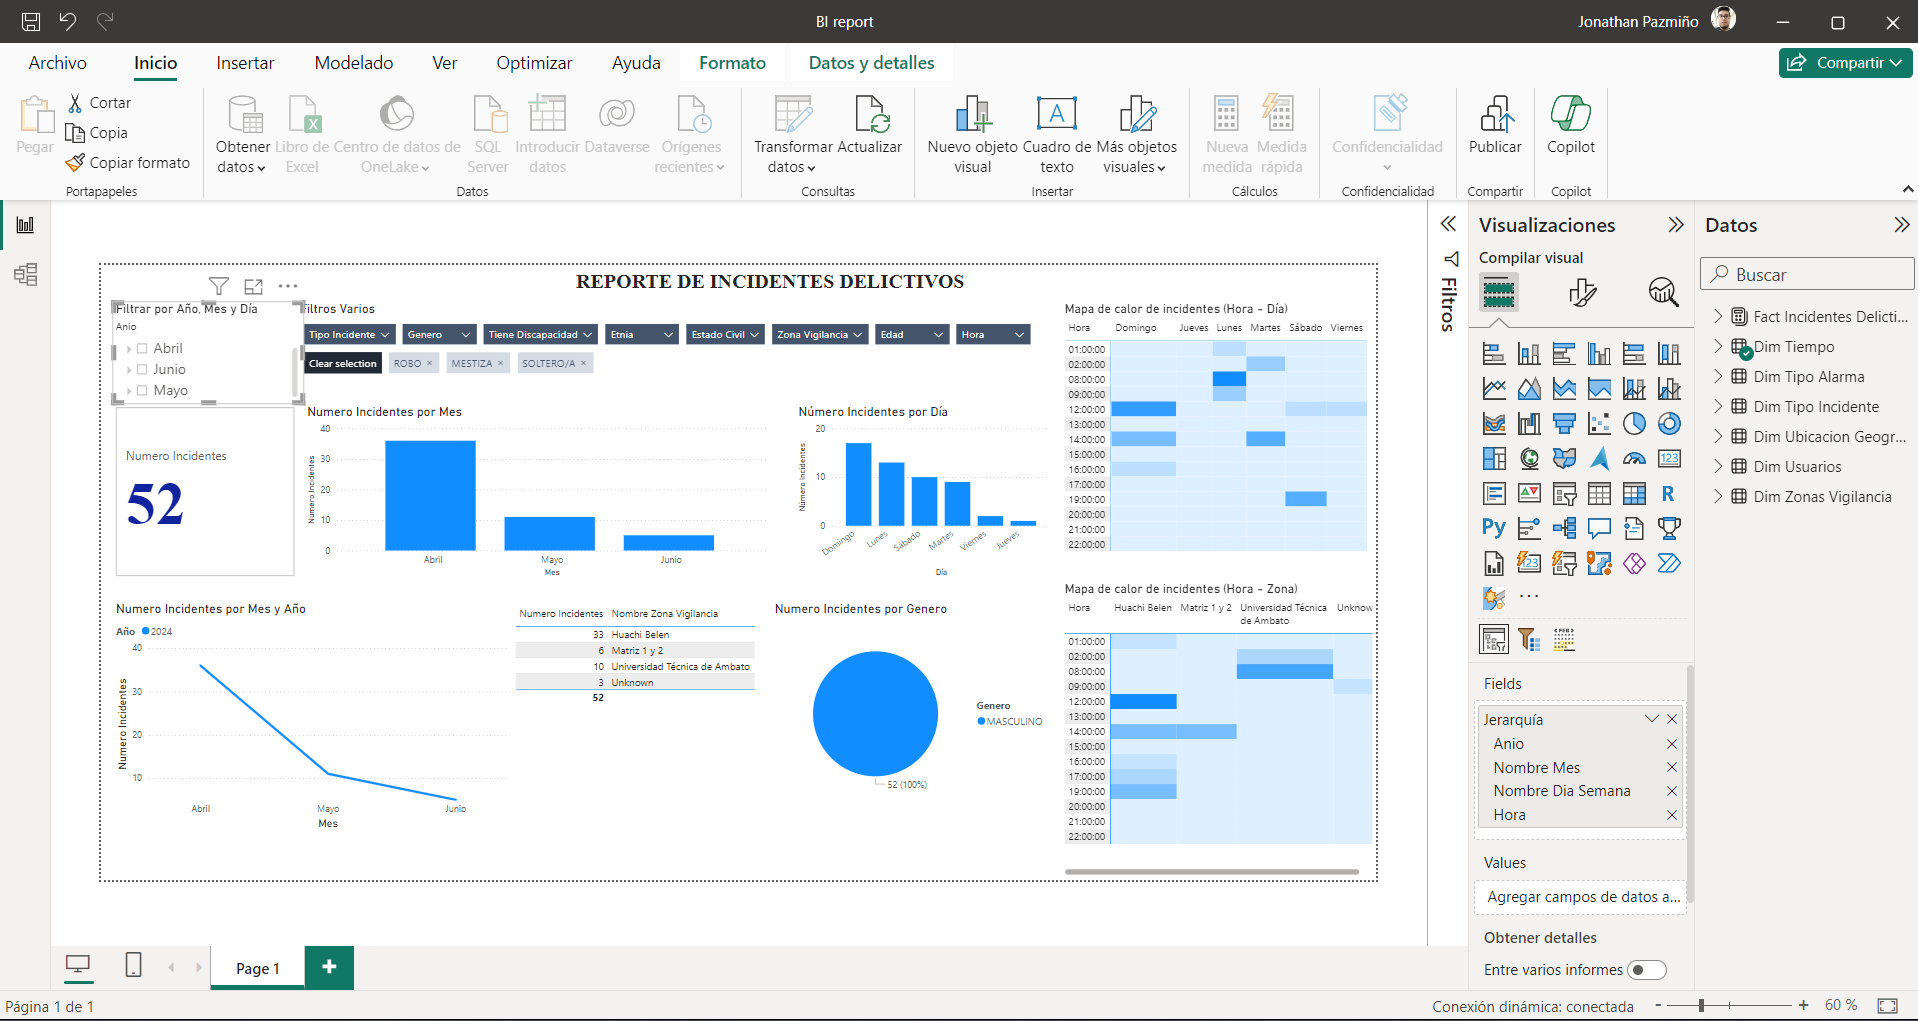 BI report
Jonathan Pazmiño
Archivo Inicio Insertar Modelado Ver Optimizar Ayuda Formato Datos y detalles Compartir
Pegar
Cortar
Copia
Copiar formato
Portapapeles
Obtener datos
Libro de Excel
Centro de datos de OneLake
SQL Server
Introducir datos
Dataverse
Orígenes recientes
Datos
Transformar datos
Actualizar
Consultas
Nuevo objeto visual
Cuadro de texto
Más objetos visuales
Insertar
Nueva medida
Medida rápida
Cálculos
Confidencialidad
Confidencialidad
Publicar
Compartir
Copilot
Copilot
REPORTE DE INCIDENTES DELICTIVOS
Filtrar por Año, Mes y Día
Anio
Abril
Junio
Mayo
Filtros Varios
Tipo Incidente Genero Tiene Discapacidad Etnia Estado Civil Zona Vigilancia Edad Hora
Clear selection ROBO × MESTIZA × SOLTERO/A ×
Numero Incidentes
52
Numero Incidentes por Mes
Numero Incidentes
40
30
20
10
0
Abril Mayo Junio
Mes
Número Incidentes por Día
Número Incidentes
20
10
0
Domingo Lunes Sábado Martes Viernes Jueves
Día
Mapa de calor de incidentes (Hora - Día)
Hora Domingo Jueves Lunes Martes Sábado Viernes
01:00:00
02:00:00
08:00:00
09:00:00
12:00:00
13:00:00
14:00:00
15:00:00
16:00:00
17:00:00
19:00:00
20:00:00
21:00:00
22:00:00
Numero Incidentes por Mes y Año
Año 2024
Numero Incidentes
40
30
20
10
Abril Mayo Junio
Mes
Numero Incidentes Nombre Zona Vigilancia
33 Huachi Belen
6 Matriz 1 y 2
10 Universidad Técnica de Ambato
3 Unknown
52
Numero Incidentes por Genero
52 (100%)
Genero
MASCULINO
Mapa de calor de incidentes (Hora - Zona)
Hora Huachi Belen Matriz 1 y 2 Universidad Técnica de Ambato Unknow
01:00:00
02:00:00
08:00:00
09:00:00
12:00:00
13:00:00
14:00:00
15:00:00
16:00:00
17:00:00
19:00:00
20:00:00
21:00:00
22:00:00
Filtros
Visualizaciones
Compilar visual
123
R
Py
123
Fields
Jerarquía
Anio
Nombre Mes
Nombre Dia Semana
Hora
Values
Agregar campos de datos a...
Obtener detalles
Entre varios informes
Datos
Buscar
Fact Incidentes Delicti...
Dim Tiempo
Dim Tipo Alarma
Dim Tipo Incidente
Dim Ubicacion Geogr...
Dim Usuarios
Dim Zonas Vigilancia
Page 1
Página 1 de 1
Conexión dinámica: conectada
- + 60 %